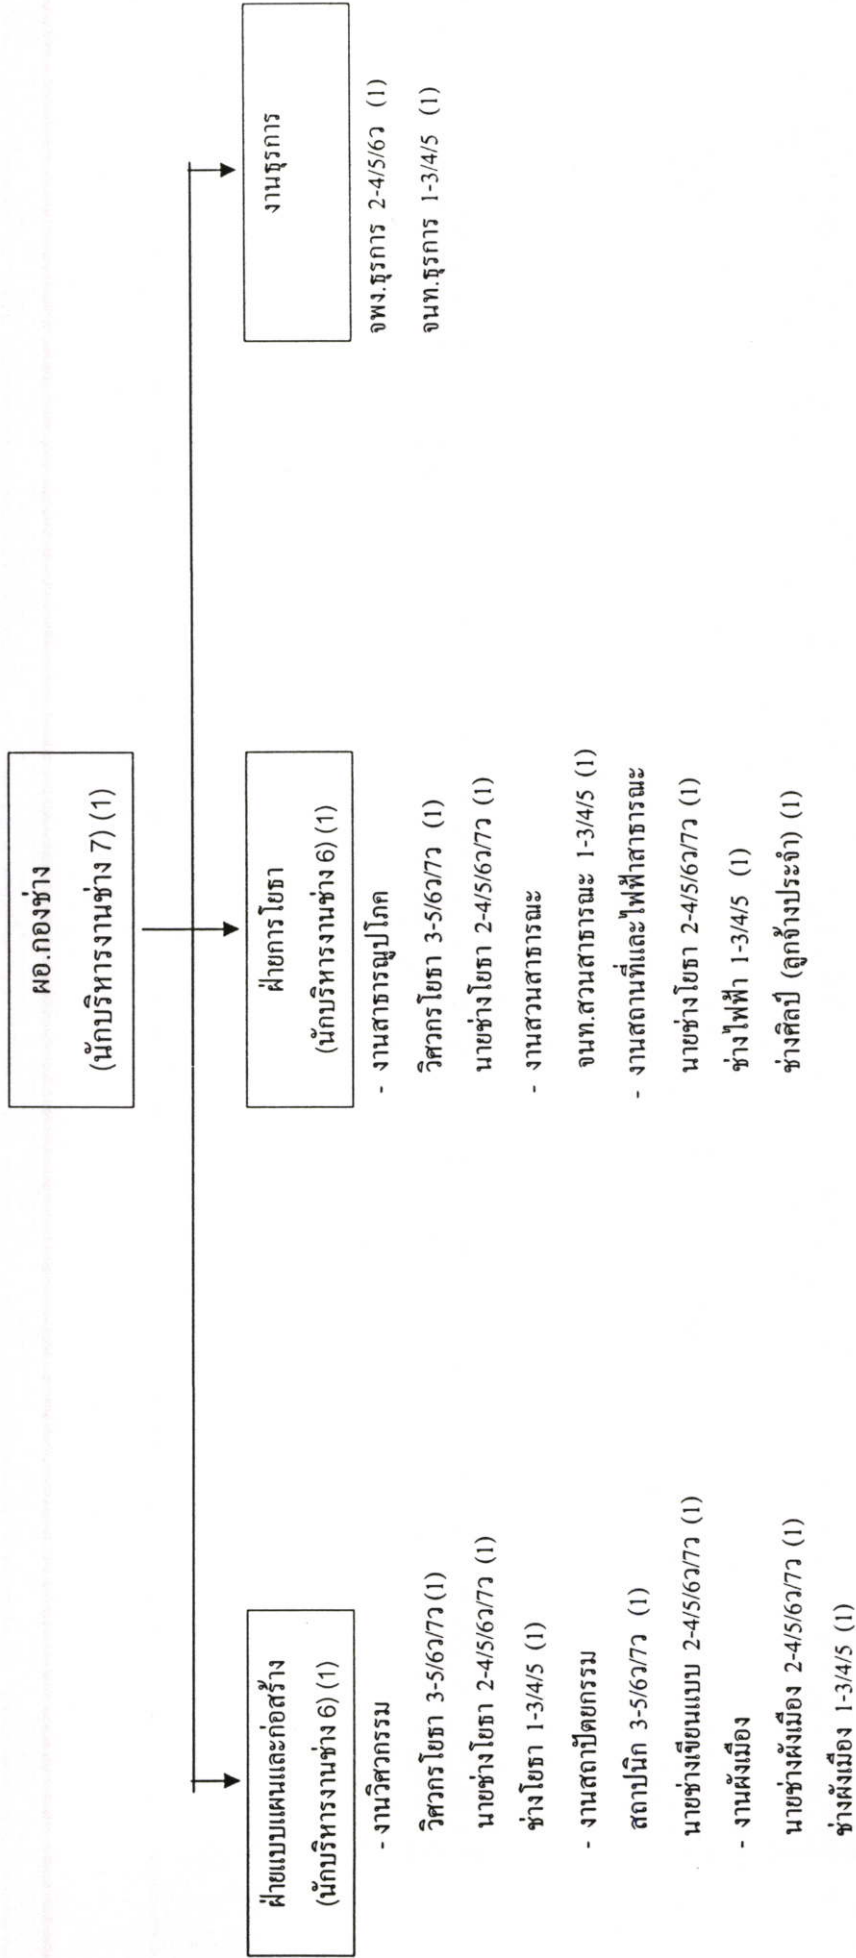 ผอ.กองช่าง
(นักบริหารงานช่าง 7) (1)
ฝ่ายแบบแผนและก่อสร้าง
(นักบริหารงานช่าง 6) (1)
- งานวิศวกรรม
วิศวกรโยธา 3-5/6ว/7ว (1)
นายช่างโยธา 2-4/5/6ว/7ว (1)
ช่างโยธา 1-3/4/5 (1)
- งานสถาปัตยกรรม
สถาปนิก 3-5/6ว/7ว (1)
นายช่างเขียนแบบ 2-4/5/6ว/7ว (1)
- งานผังเมือง
นายช่างผังเมือง 2-4/5/6ว/7ว (1)
ช่างผังเมือง 1-3/4/5 (1)
ฝ่ายการโยธา
(นักบริหารงานช่าง 6) (1)
- งานสาธารณูปโภค
วิศวกรโยธา 3-5/6ว/7ว (1)
นายช่างโยธา 2-4/5/6ว/7ว (1)
- งานสวนสาธารณะ
จนท.สวนสาธารณะ 1-3/4/5 (1)
- งานสถานที่และไฟฟ้าสาธารณะ
นายช่างโยธา 2-4/5/6ว/7ว (1)
ช่างไฟฟ้า 1-3/4/5 (1)
ช่างศิลป์ (ลูกจ้างประจำ) (1)
งานธุรการ
จพง.ธุรการ 2-4/5/6ว (1)
จนท.ธุรการ 1-3/4/5 (1)